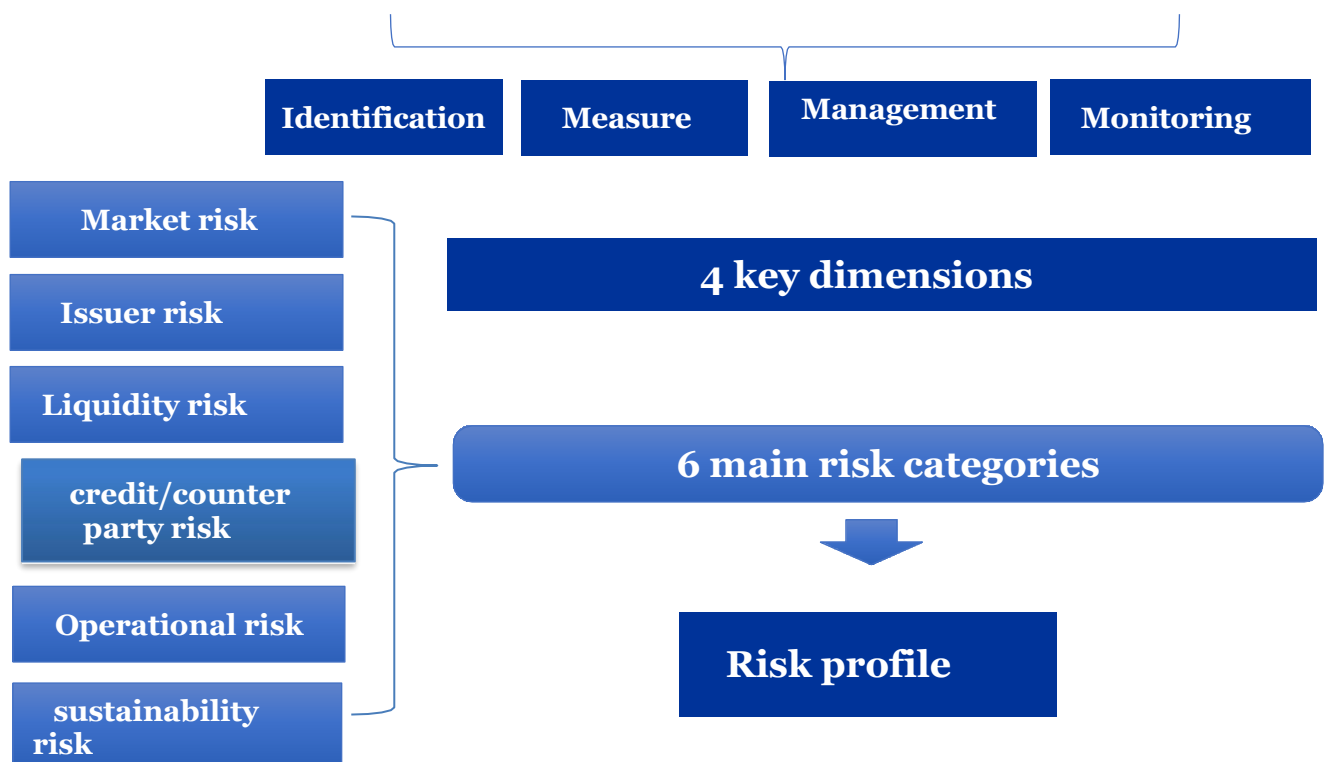 Identification
Measure
Management
Monitoring
Market risk
4 key dimensions
Issuer risk
Liquidity risk
6 main risk categories
credit/counter
party risk
Operational risk
Risk profile
sustainability
risk